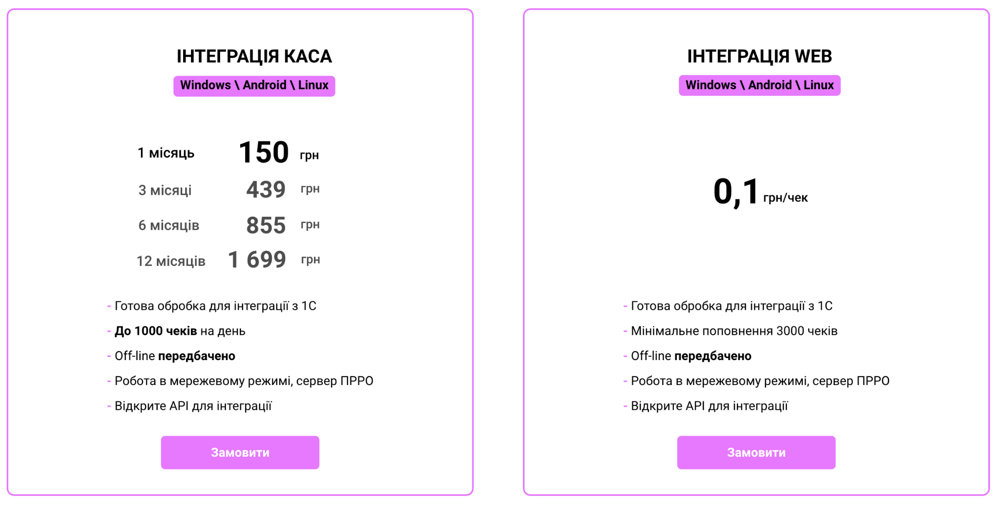 ІНТЕГРАЦІЯ КАСА
Windows \ Android \ Linux
1 місяць 150 грн
3 місяці 439 грн
6 місяців 855 грн
12 місяців 1 699 грн
- Готова обробка для інтеграції з 1С
- До 1000 чеків на день
- Off-line передбачено
- Робота в мережевому режимі, сервер ПРРО
- Відкрите API для інтеграції
Замовити
ІНТЕГРАЦІЯ WEB
Windows \ Android \ Linux
0,1 грн/чек
- Готова обробка для інтеграції з 1С
- Мінімальне поповнення 3000 чеків
- Off-line передбачено
- Робота в мережевому режимі, сервер ПРРО
- Відкрите API для інтеграції
Замовити